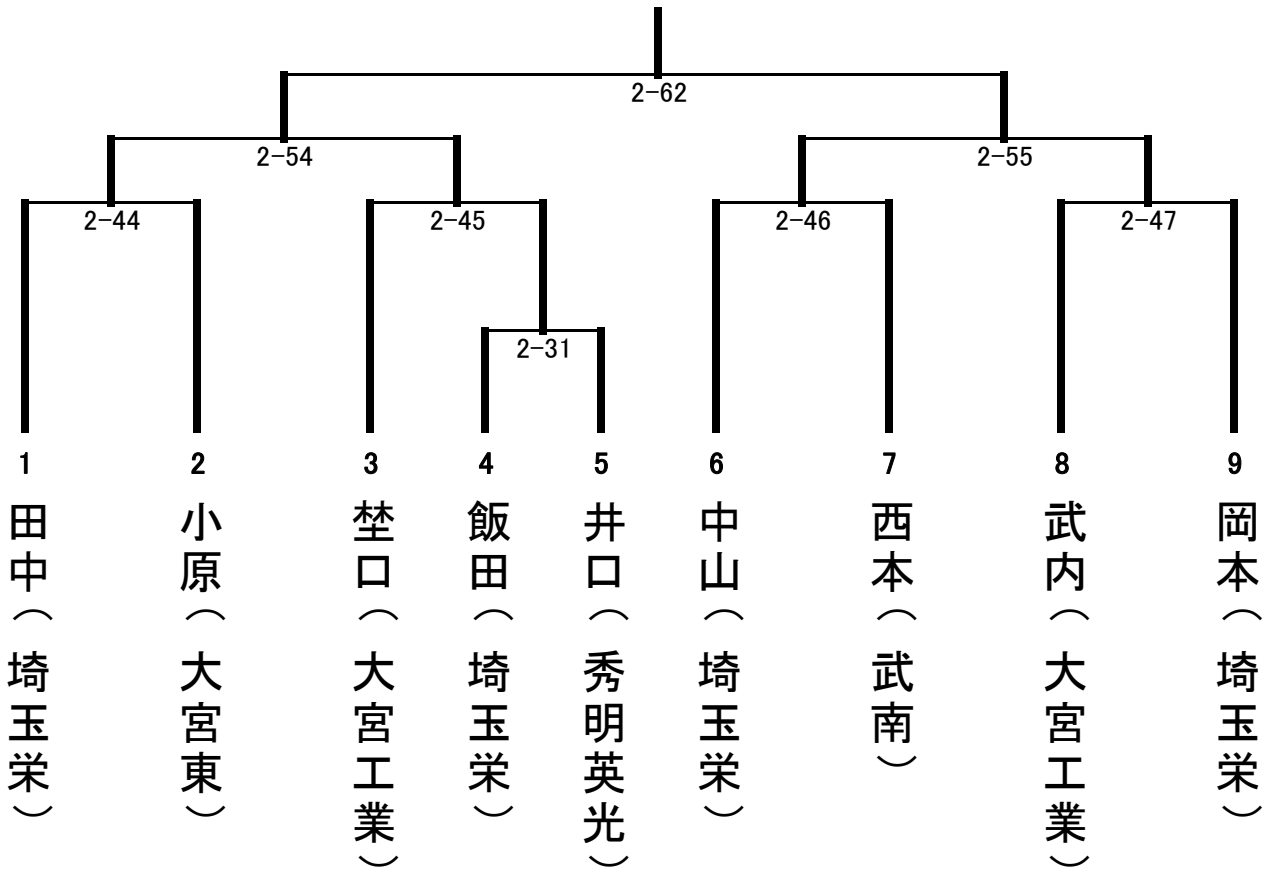 2-62
2-54
2-55
2-44
2-45
2-46
2-47
2-31
1
2
3
4
5
6
7
8
9
田中（埼玉栄）
小原（大宮東）
埜口（大宮工業）
飯田（埼玉栄）
井口（秀明英光）
中山（埼玉栄）
西本（武南）
武内（大宮工業）
岡本（埼玉栄）